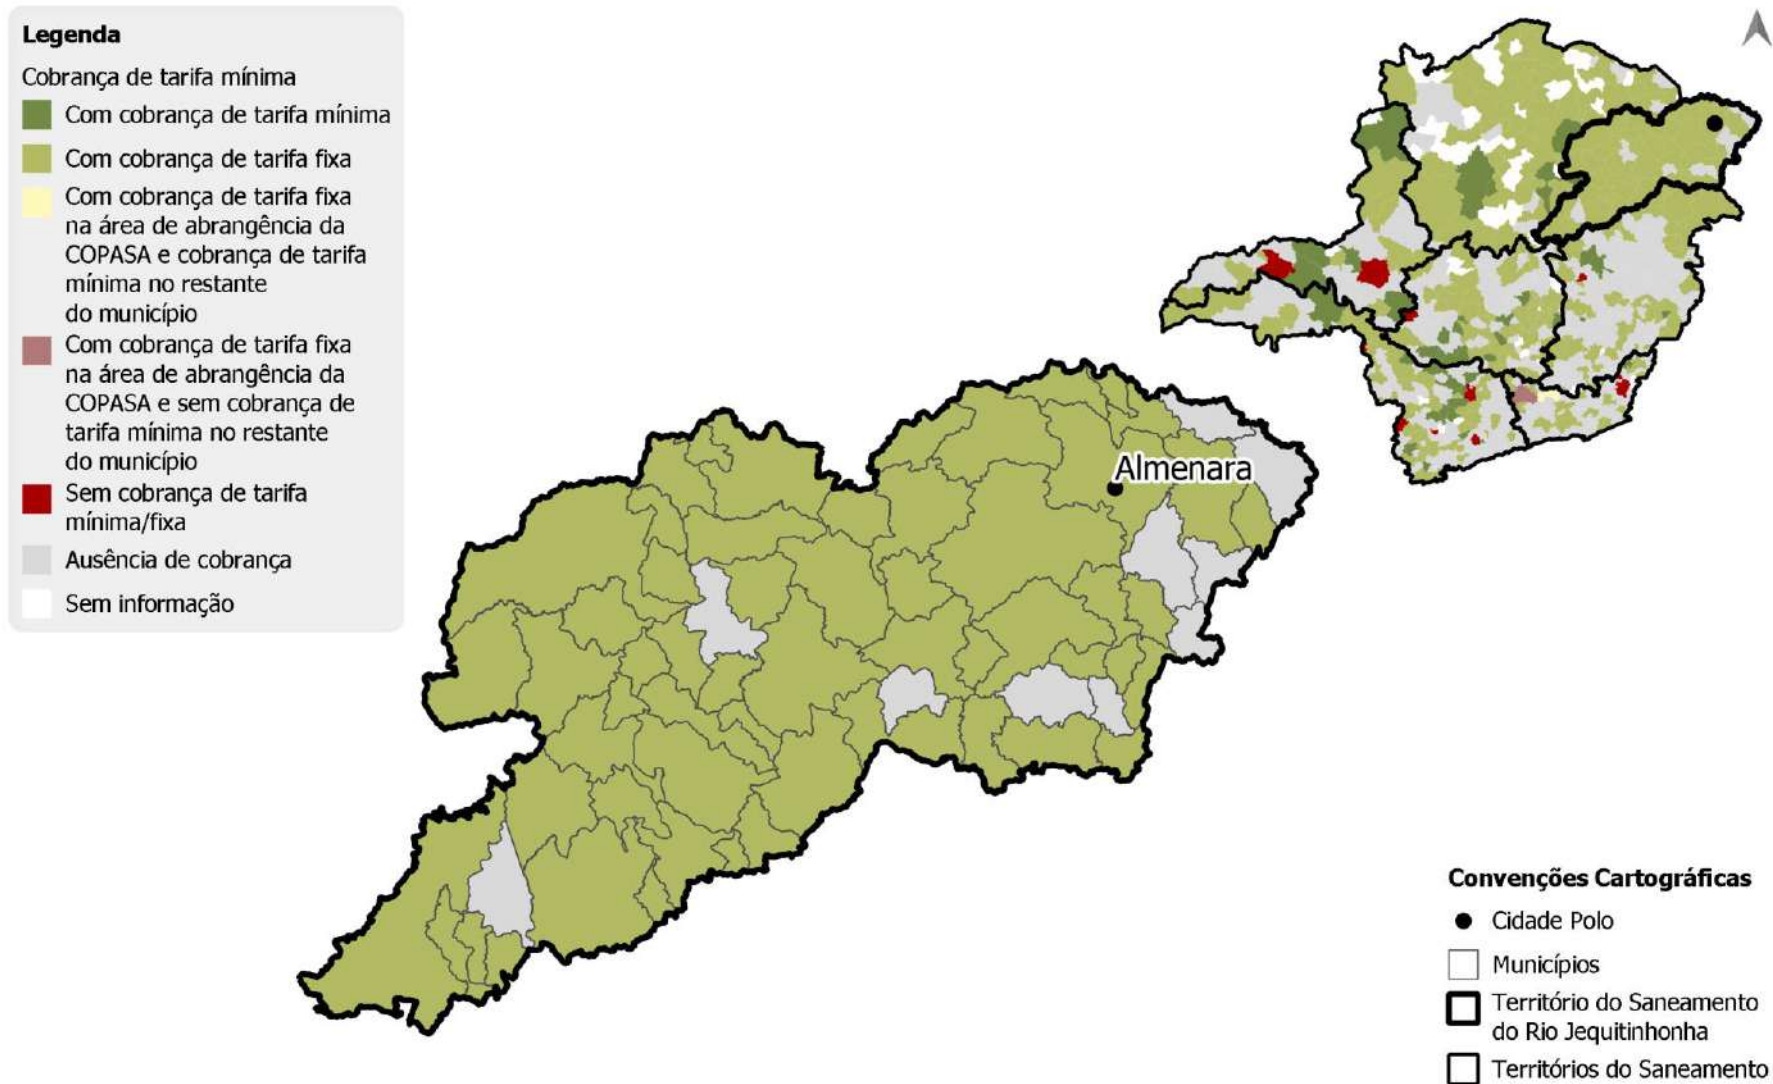 Legenda
Cobrança de tarifa mínima
Com cobrança de tarifa mínima
Com cobrança de tarifa fixa
Com cobrança de tarifa fixa
na área de abrangência da
COPASA e cobrança de tarifa
mínima no restante
do município
Com cobrança de tarifa fixa
na área de abrangência da
COPASA e sem cobrança de
tarifa mínima no restante
do município
Sem cobrança de tarifa
mínima/fixa
Ausência de cobrança
Sem informação
Almenara
Convenções Cartográficas
Cidade Polo
Municípios
Território do Saneamento
do Rio Jequitinhonha
Territórios do Saneamento